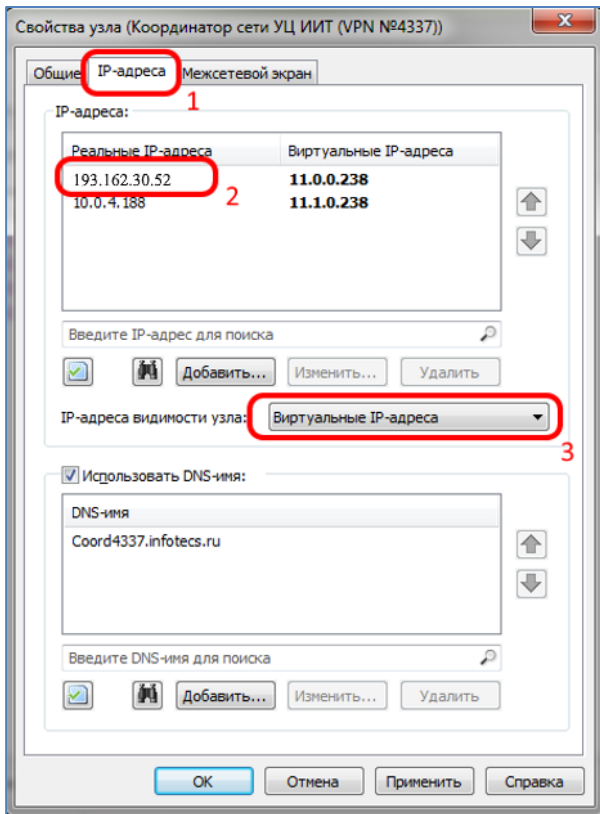 Свойства узла (Координатор сети УЦ ИИТ (VPN №4337))
Общие IP-адреса Межсетевой экран
1
IP-адреса:
Реальные IP-адреса Виртуальные IP-адреса
193.162.30.52 11.0.0.238
2
10.0.4.188 11.1.0.238
Введите IP-адрес для поиска
Добавить... Изменить... Удалить
IP-адреса видимости узла: Виртуальные IP-адреса
3
Использовать DNS-имя:
DNS-имя
Coord4337.infotecs.ru
Введите DNS-имя для поиска
Добавить... Изменить... Удалить
OK Отмена Применить Справка